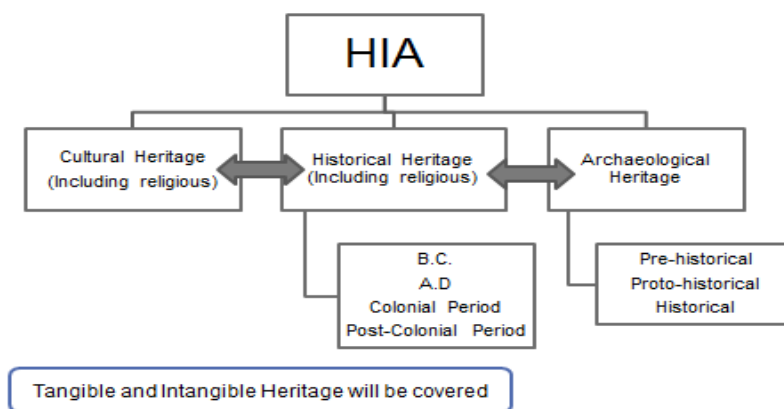 HIA
Cultural Heritage
(Including religious)
Historical Heritage
(Including religious)
Archaeological
Heritage
B.C.
A.D
Colonial Period
Post-Colonial Period
Pre-historical
Proto-historical
Historical
Tangible and Intangible Heritage will be covered